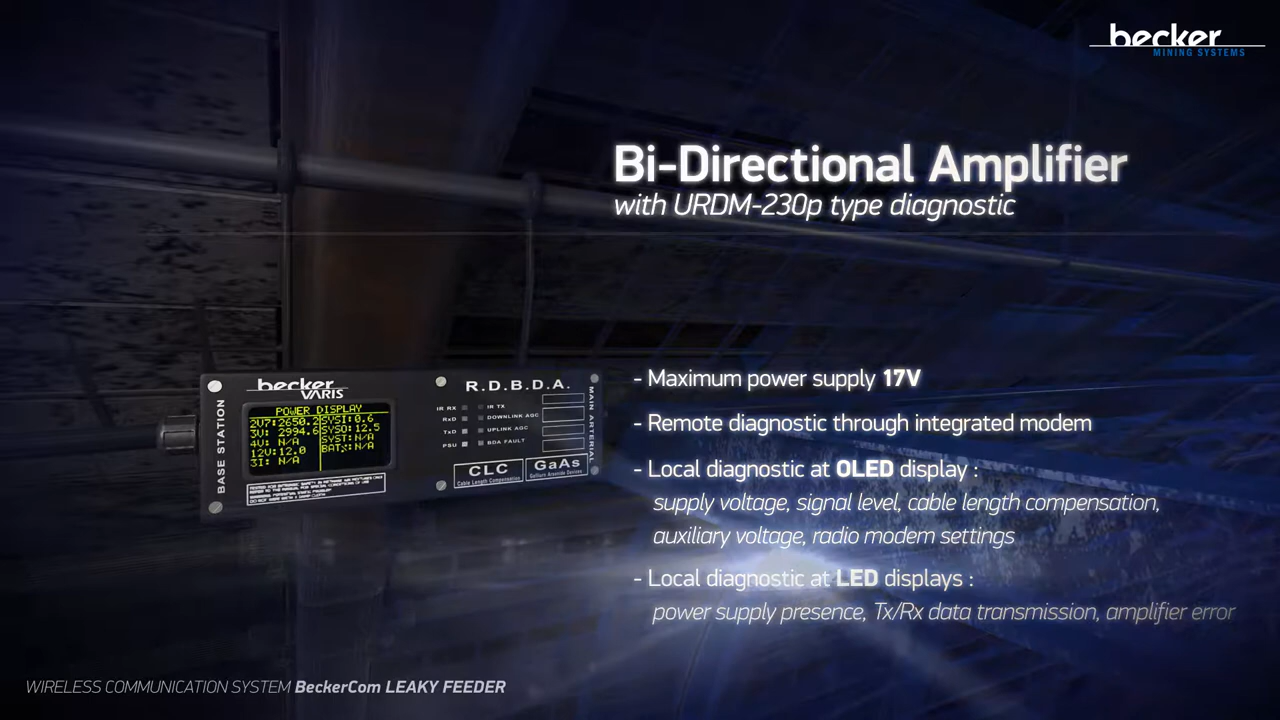 becker
MINING SYSTEMS
Bi-Directional Amplifier
with URDM-230p type diagnostic
- Maximum power supply 17V
- Remote diagnostic through integrated modem
- Local diagnostic at OLED display :
supply voltage, signal level, cable length compensation,
auxiliary voltage, radio modem settings
- Local diagnostic at LED displays :
power supply presence, Tx/Rx data transmission, amplifier error
BASE STATION
becker
VARIS
POWER DISPLAY
2V7:2650.2 SYSI:0.6
3V: 2994.6 SYSO:12.5
4V: N/A SYST:N/A
12V:12.0 BAT%:N/A
3I: N/A
R.D.B.D.A.
IR RX IR TX
RxD DOWNLINK AGC
TxD UPLINK AGC
PSU BDA FAULT
CLC
Cable Length Compensation
GaAs
MAIN ARTERIAL
WIRELESS COMMUNICATION SYSTEM BeckerCom LEAKY FEEDER